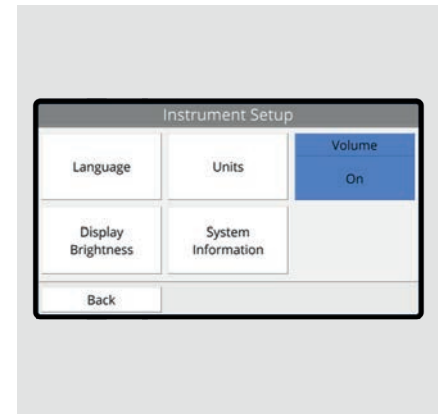 Instrument Setup
Language
Units
Volume
On
Display
Brightness
System
Information
Back